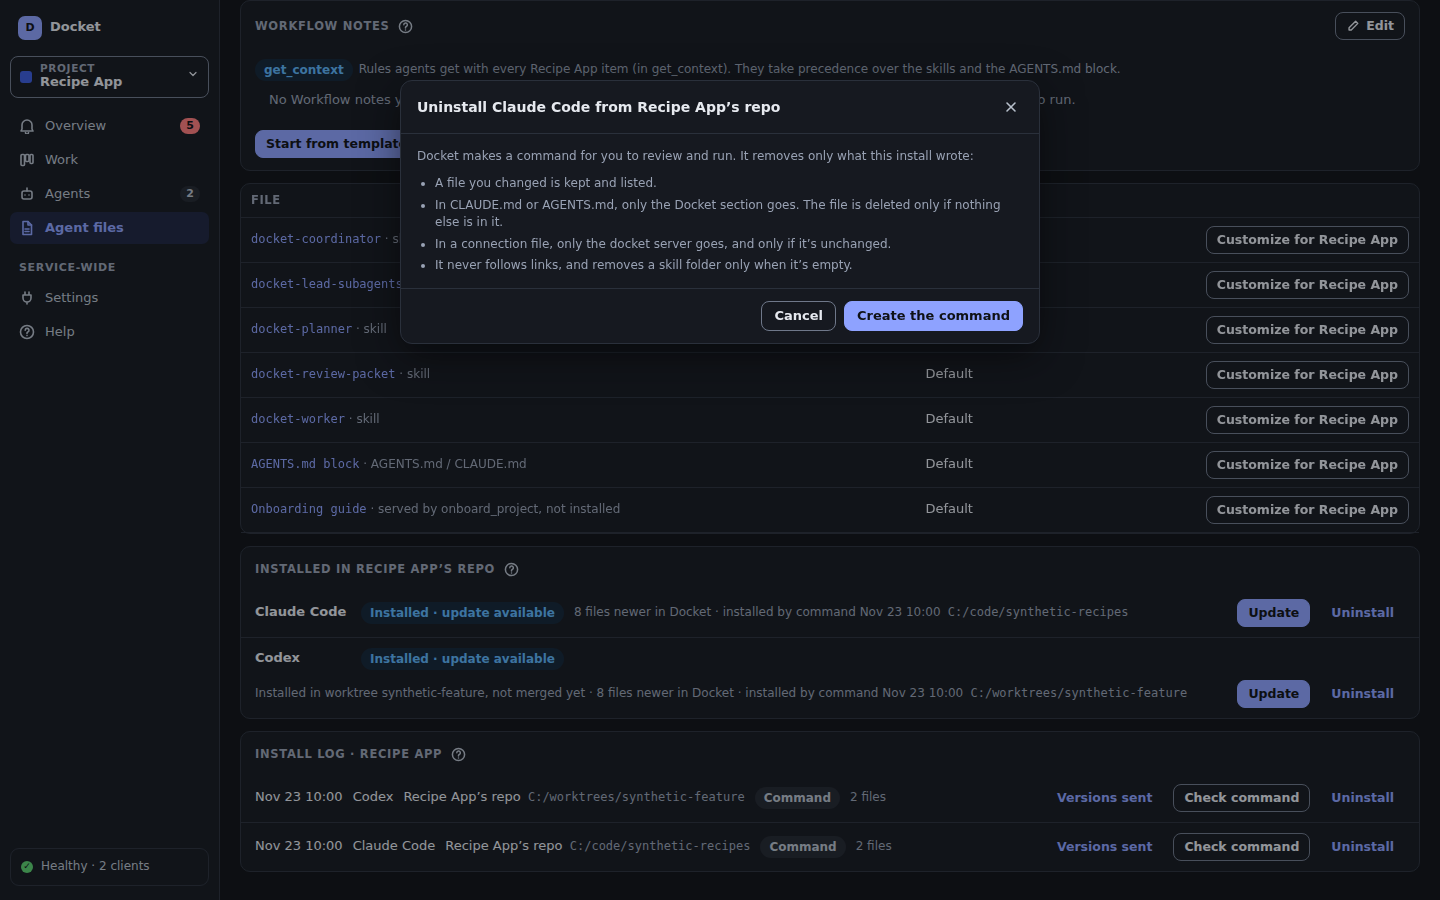 D Docket
PROJECT
Recipe App
Overview 5
Work
Agents 2
Agent files
SERVICE-WIDE
Settings
Help
Healthy · 2 clients
WORKFLOW NOTES
Edit
get_context Rules agents get with every Recipe App item (in get_context). They take precedence over the skills and the AGENTS.md block.
No Workflow notes
run.
Start from
Uninstall Claude Code from Recipe App’s repo
Docket makes a command for you to review and run. It removes only what this install wrote:
• A file you changed is kept and listed.
• In CLAUDE.md or AGENTS.md, only the Docket section goes. The file is deleted only if nothing
else is in it.
• In a connection file, only the docket server goes, and only if it’s unchanged.
• It never follows links, and removes a skill folder only when it’s empty.
Cancel Create the command
FILE
docket-coordinator · Customize for Recipe App
docket-lead-subagents Customize for Recipe App
docket-planner · skill Customize for Recipe App
docket-review-packet · skill Default Customize for Recipe App
docket-worker · skill Default Customize for Recipe App
AGENTS.md block · AGENTS.md / CLAUDE.md Default Customize for Recipe App
Onboarding guide · served by onboard_project, not installed Default Customize for Recipe App
INSTALLED IN RECIPE APP’S REPO
Claude Code Installed · update available 8 files newer in Docket · installed by command Nov 23 10:00 C:/code/synthetic-recipes Update Uninstall
Codex Installed · update available
Installed in worktree synthetic-feature, not merged yet · 8 files newer in Docket · installed by command Nov 23 10:00 C:/worktrees/synthetic-feature Update Uninstall
INSTALL LOG · RECIPE APP
Nov 23 10:00 Codex Recipe App’s repo C:/worktrees/synthetic-feature Command 2 files Versions sent Check command Uninstall
Nov 23 10:00 Claude Code Recipe App’s repo C:/code/synthetic-recipes Command 2 files Versions sent Check command Uninstall